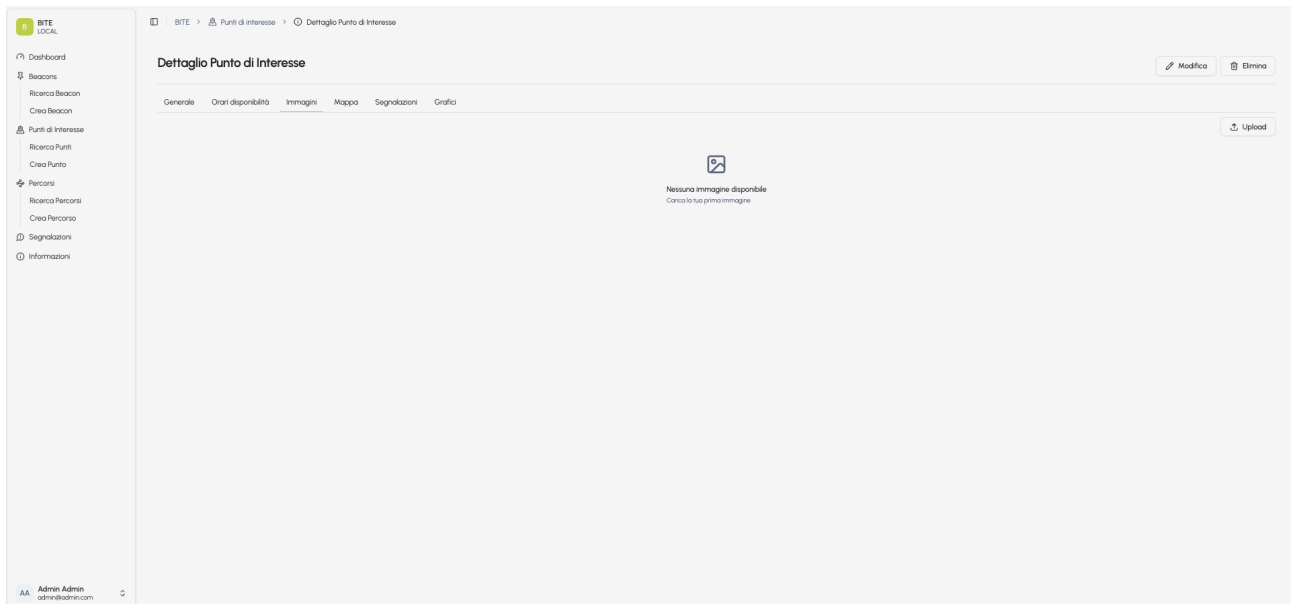 B
BITE
LOCAL
Dashboard
Beacons
Ricerca Beacon
Crea Beacon
Punti di Interesse
Ricerca Punti
Crea Punto
Percorsi
Ricerca Percorsi
Crea Percorso
Segnalazioni
Informazioni
AA
Admin Admin
admin@admin.com
BITE > Punti di interesse > Dettaglio Punto di Interesse
Dettaglio Punto di Interesse
Modifica Elimina
Generale Orari disponibilità Immagini Mappa Segnalazioni Grafici
Upload
Nessuna immagine disponibile
Carica la tua prima immagine